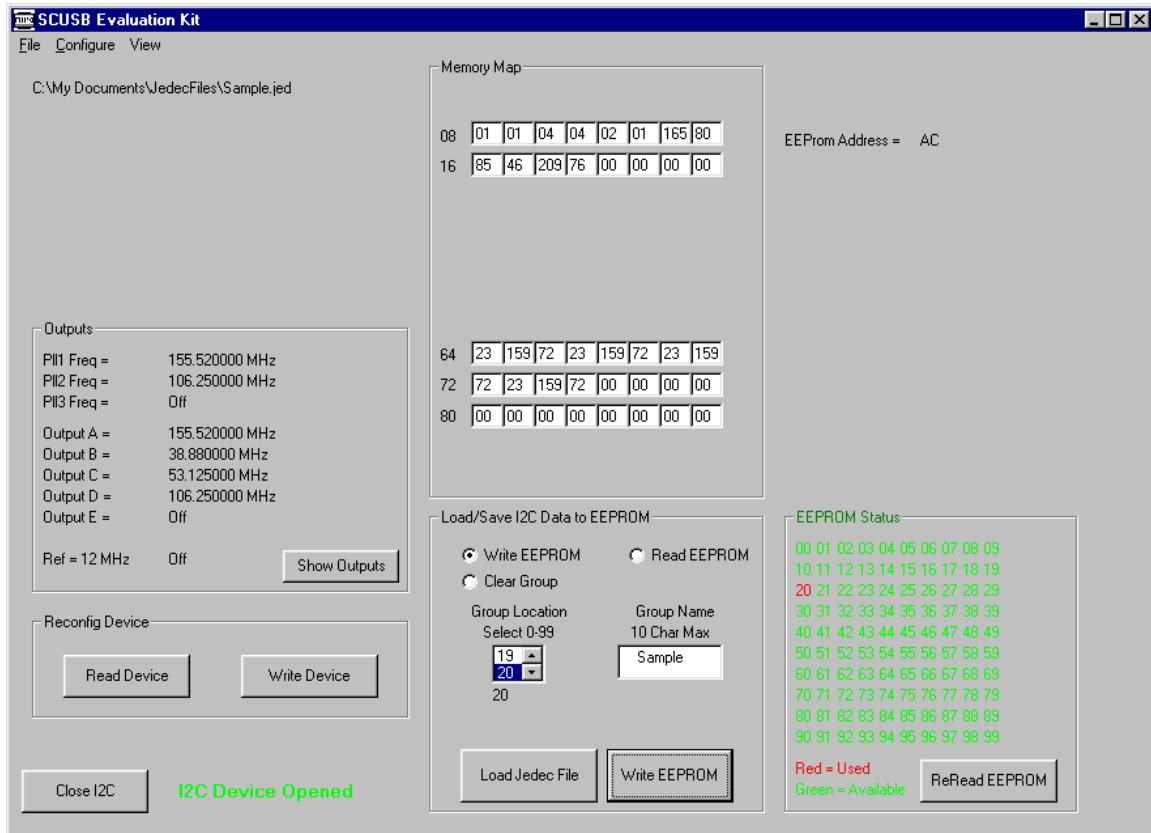 SCUSB Evaluation Kit
File Configure View
C:\My Documents\JedecFiles\Sample.jed
Memory Map
08 01 01 04 04 02 01 165 80
16 85 46 209 76 00 00 00 00
64 23 159 72 23 159 72 23 159
72 72 23 159 72 00 00 00 00
80 00 00 00 00 00 00 00 00
EEProm Address = AC
Outputs
Pll1 Freq = 155.520000 MHz
Pll2 Freq = 106.250000 MHz
Pll3 Freq = Off
Output A = 155.520000 MHz
Output B = 38.880000 MHz
Output C = 53.125000 MHz
Output D = 106.250000 MHz
Output E = Off
Ref = 12 MHz Off
Show Outputs
Reconfig Device
Read Device Write Device
Close I2C I2C Device Opened
Load/Save I2C Data to EEPROM
Write EEPROM Read EEPROM
Clear Group
Group Location Group Name
Select 0-99 10 Char Max
19 Sample
20
20
Load Jedec File Write EEPROM
EEPROM Status
00 01 02 03 04 05 06 07 08 09
10 11 12 13 14 15 16 17 18 19
20 21 22 23 24 25 26 27 28 29
30 31 32 33 34 35 36 37 38 39
40 41 42 43 44 45 46 47 48 49
50 51 52 53 54 55 56 57 58 59
60 61 62 63 64 65 66 67 68 69
70 71 72 73 74 75 76 77 78 79
80 81 82 83 84 85 86 87 88 89
90 91 92 93 94 95 96 97 98 99
Red = Used
Green = Available
ReRead EEPROM